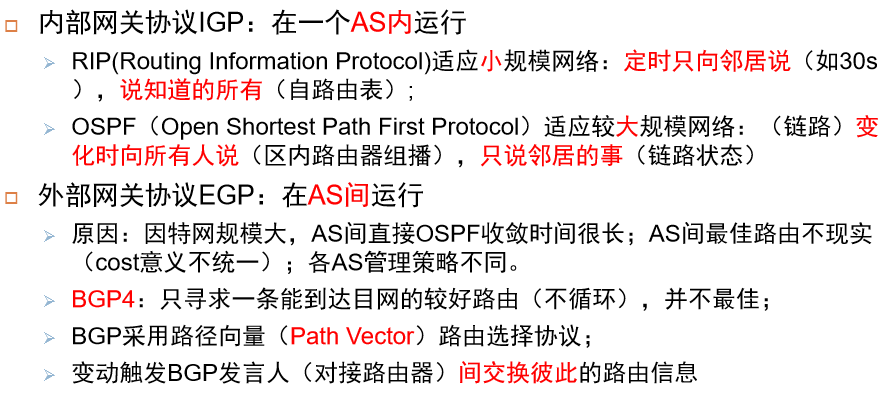 内部网关协议IGP：在一个AS内运行
RIP(Routing Information Protocol)适应小规模网络：定时只向邻居说（如30s
），说知道的所有（自路由表）;
OSPF（Open Shortest Path First Protocol）适应较大规模网络：（链路）变
化时向所有人说（区内路由器组播），只说邻居的事（链路状态）
外部网关协议EGP：在AS间运行
原因：因特网规模大，AS间直接OSPF收敛时间很长；AS间最佳路由不现实
（cost意义不统一）；各AS管理策略不同。
BGP4：只寻求一条能到达目网的较好路由（不循环），并不最佳；
BGP采用路径向量（Path Vector）路由选择协议；
变动触发BGP发言人（对接路由器）间交换彼此的路由信息